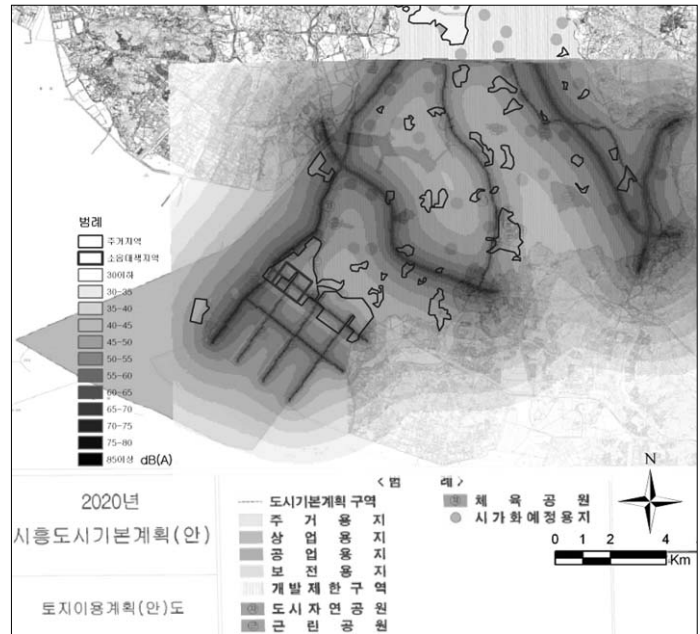 범례
주거지역
소음대책지역
30이하
30-35
35-40
40-45
45-50
50-55
55-60
60-65
65-70
70-75
75-80
85이상 dB(A)
2020년
시흥도시기본계획(안)
토지이용계획(안)도
< 범 례 >
도시기본계획 구역
주 거 용 지
상 업 용 지
공 업 용 지
보 전 용 지
개발제한구역
도시자연공원
근 린 공 원
체 육 공 원
시가화예정용지
N
0 1 2 4
Km